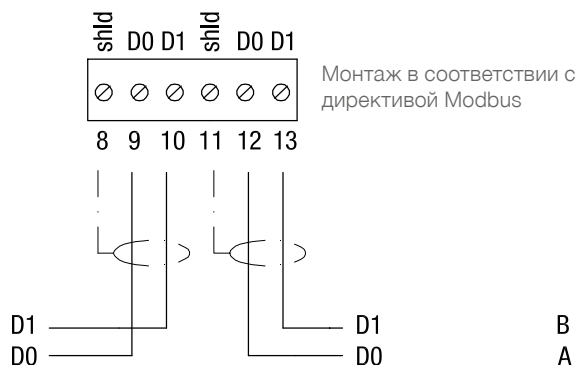 shld D0 D1 shld D0 D1
Монтаж в соответствии с
директивой Modbus
8 9 10 11 12 13
D1 D1 B
D0 D0 A